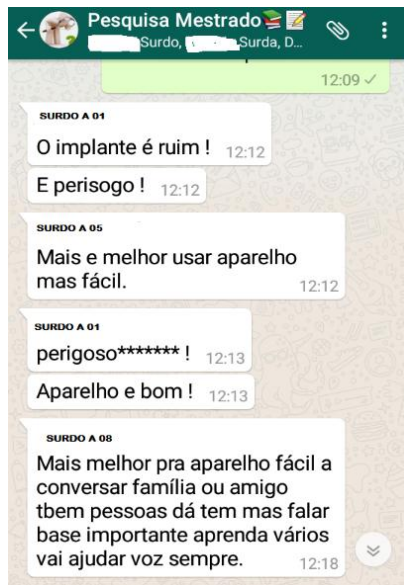 Pesquisa Mestrado📚📝
Surdo, Surda, D...
12:09
SURDO A 01
O implante é ruim ! 12:12
E perisogo ! 12:12
SURDO A 05
Mais e melhor usar aparelho
mas fácil. 12:12
SURDO A 01
perigoso******* ! 12:13
Aparelho e bom ! 12:13
SURDO A 08
Mais melhor pra aparelho fácil a
conversar família ou amigo
tbem pessoas dá tem mas falar
base importante aprenda vários
vai ajudar voz sempre. 12:18